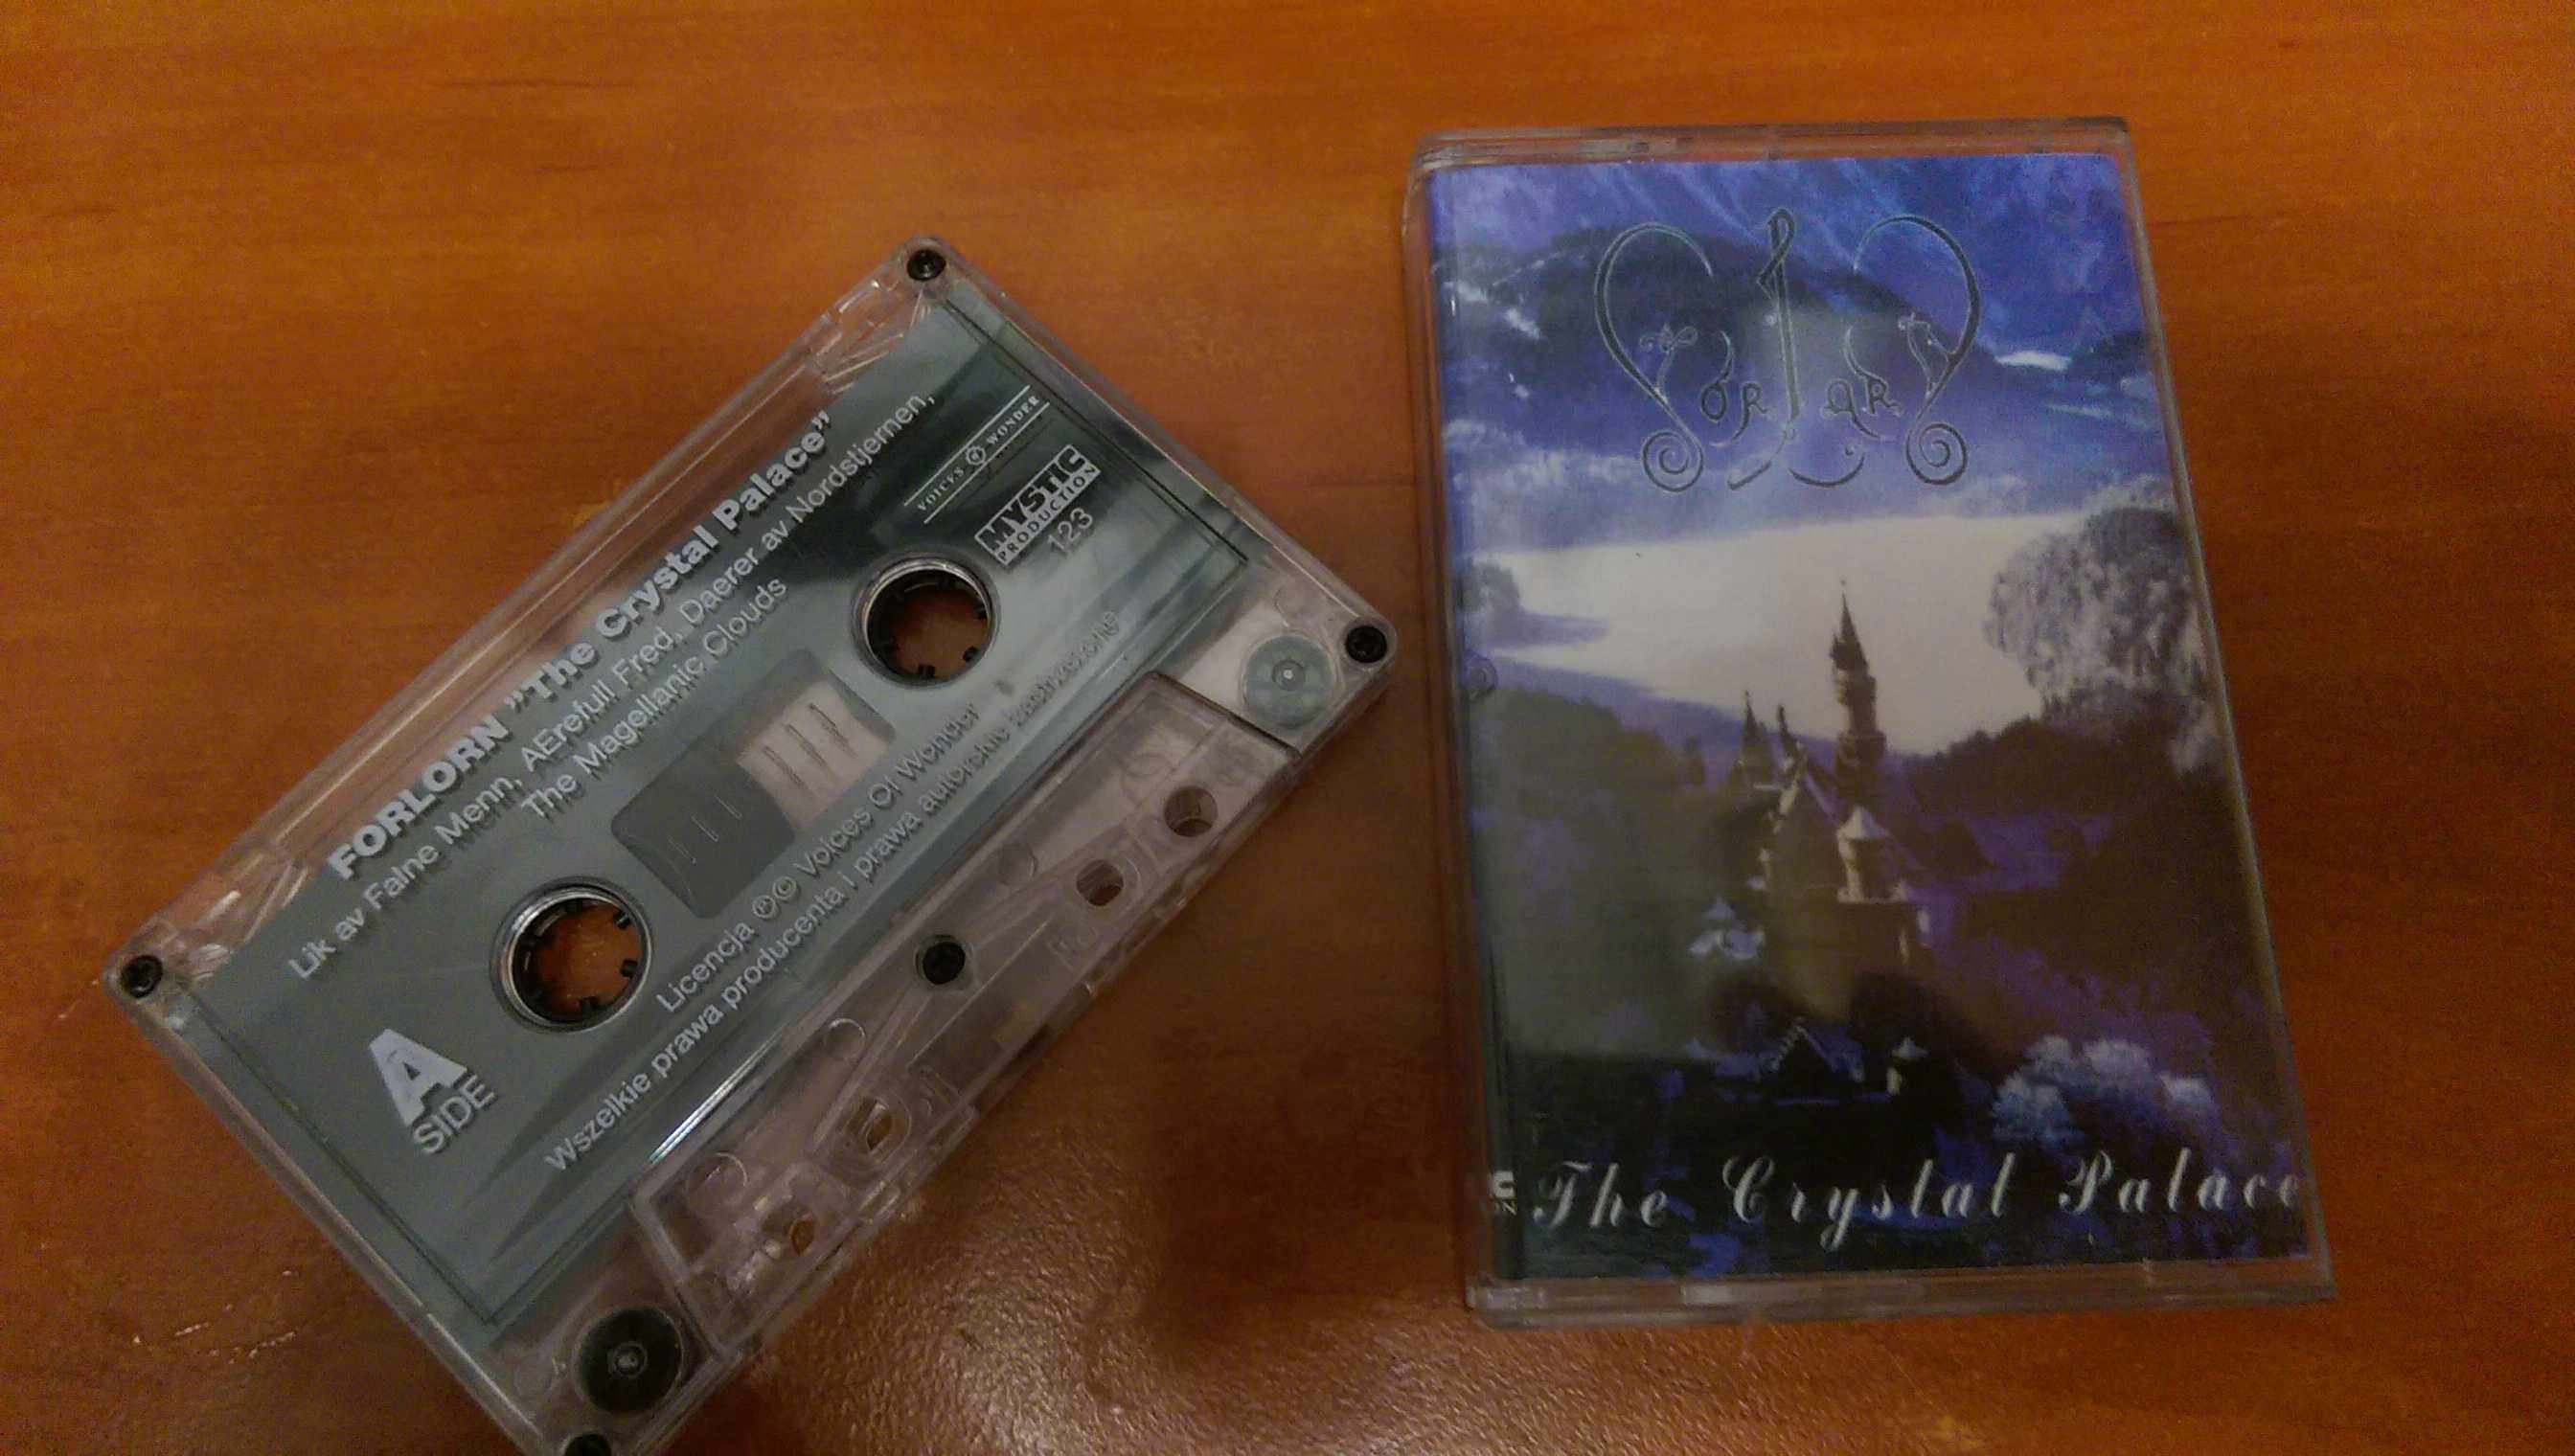 FORLORN "The Crystal Palace"
Lik av Falne Menn, AErefull Fred, Daerer av Nordstjernen,
The Magellanic Clouds
VOICES OF WONDER
MYSTIC
PRODUCTION
123
A
SIDE
Licencja ℗© Voices Of Wonder
Wszelkie prawa producenta i prawa autorskie zastrzeżone
The Crystal Palace